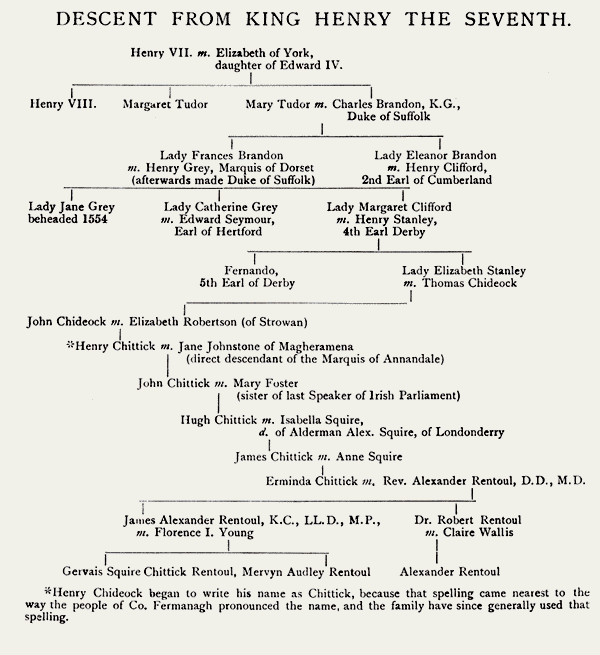 DESCENT FROM KING HENRY THE SEVENTH.
Henry VII. m. Elizabeth of York,
daughter of Edward IV.
Henry VIII. Margaret Tudor Mary Tudor m. Charles Brandon, K.G.,
Duke of Suffolk
Lady Frances Brandon Lady Eleanor Brandon
m. Henry Grey, Marquis of Dorset m. Henry Clifford,
(afterwards made Duke of Suffolk) 2nd Earl of Cumberland
Lady Jane Grey Lady Catherine Grey Lady Margaret Clifford
beheaded 1554 m. Edward Seymour, m. Henry Stanley,
Earl of Hertford 4th Earl Derby
Fernando, Lady Elizabeth Stanley
5th Earl of Derby m. Thomas Chideock
John Chideock m. Elizabeth Robertson (of Strowan)
*Henry Chittick m. Jane Johnstone of Magheramena
(direct descendant of the Marquis of Annandale)
John Chittick m. Mary Foster
(sister of last Speaker of Irish Parliament)
Hugh Chittick m. Isabella Squire,
d. of Alderman Alex. Squire, of Londonderry
James Chittick m. Anne Squire
Erminda Chittick m. Rev. Alexander Rentoul, D.D., M.D.
James Alexander Rentoul, K.C., LL.D., M.P., Dr. Robert Rentoul
m. Florence I. Young m. Claire Wallis
Gervais Squire Chittick Rentoul, Mervyn Audley Rentoul Alexander Rentoul
*Henry Chideock began to write his name as Chittick, because that spelling came nearest to the
way the people of Co. Fermanagh pronounced the name, and the family have since generally used that
spelling.